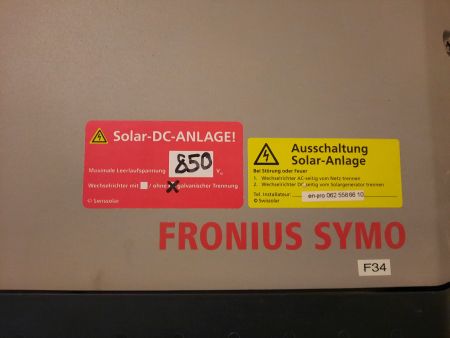 Solar-DC-ANLAGE!
Maximale Leerlaufspannung 850 V
Wechselrichter mit / ohne galvanischer Trennung
© Swissolar
Ausschaltung
Solar-Anlage
Bei Störung oder Feuer
1. Wechselrichter AC-seitig vom Netz trennen
2. Wechselrichter DC-seitig vom Solargenerator trennen
Tel. Installateur: en-pro 062 558 66 10
© Swissolar
FRONIUS SYMO
F34